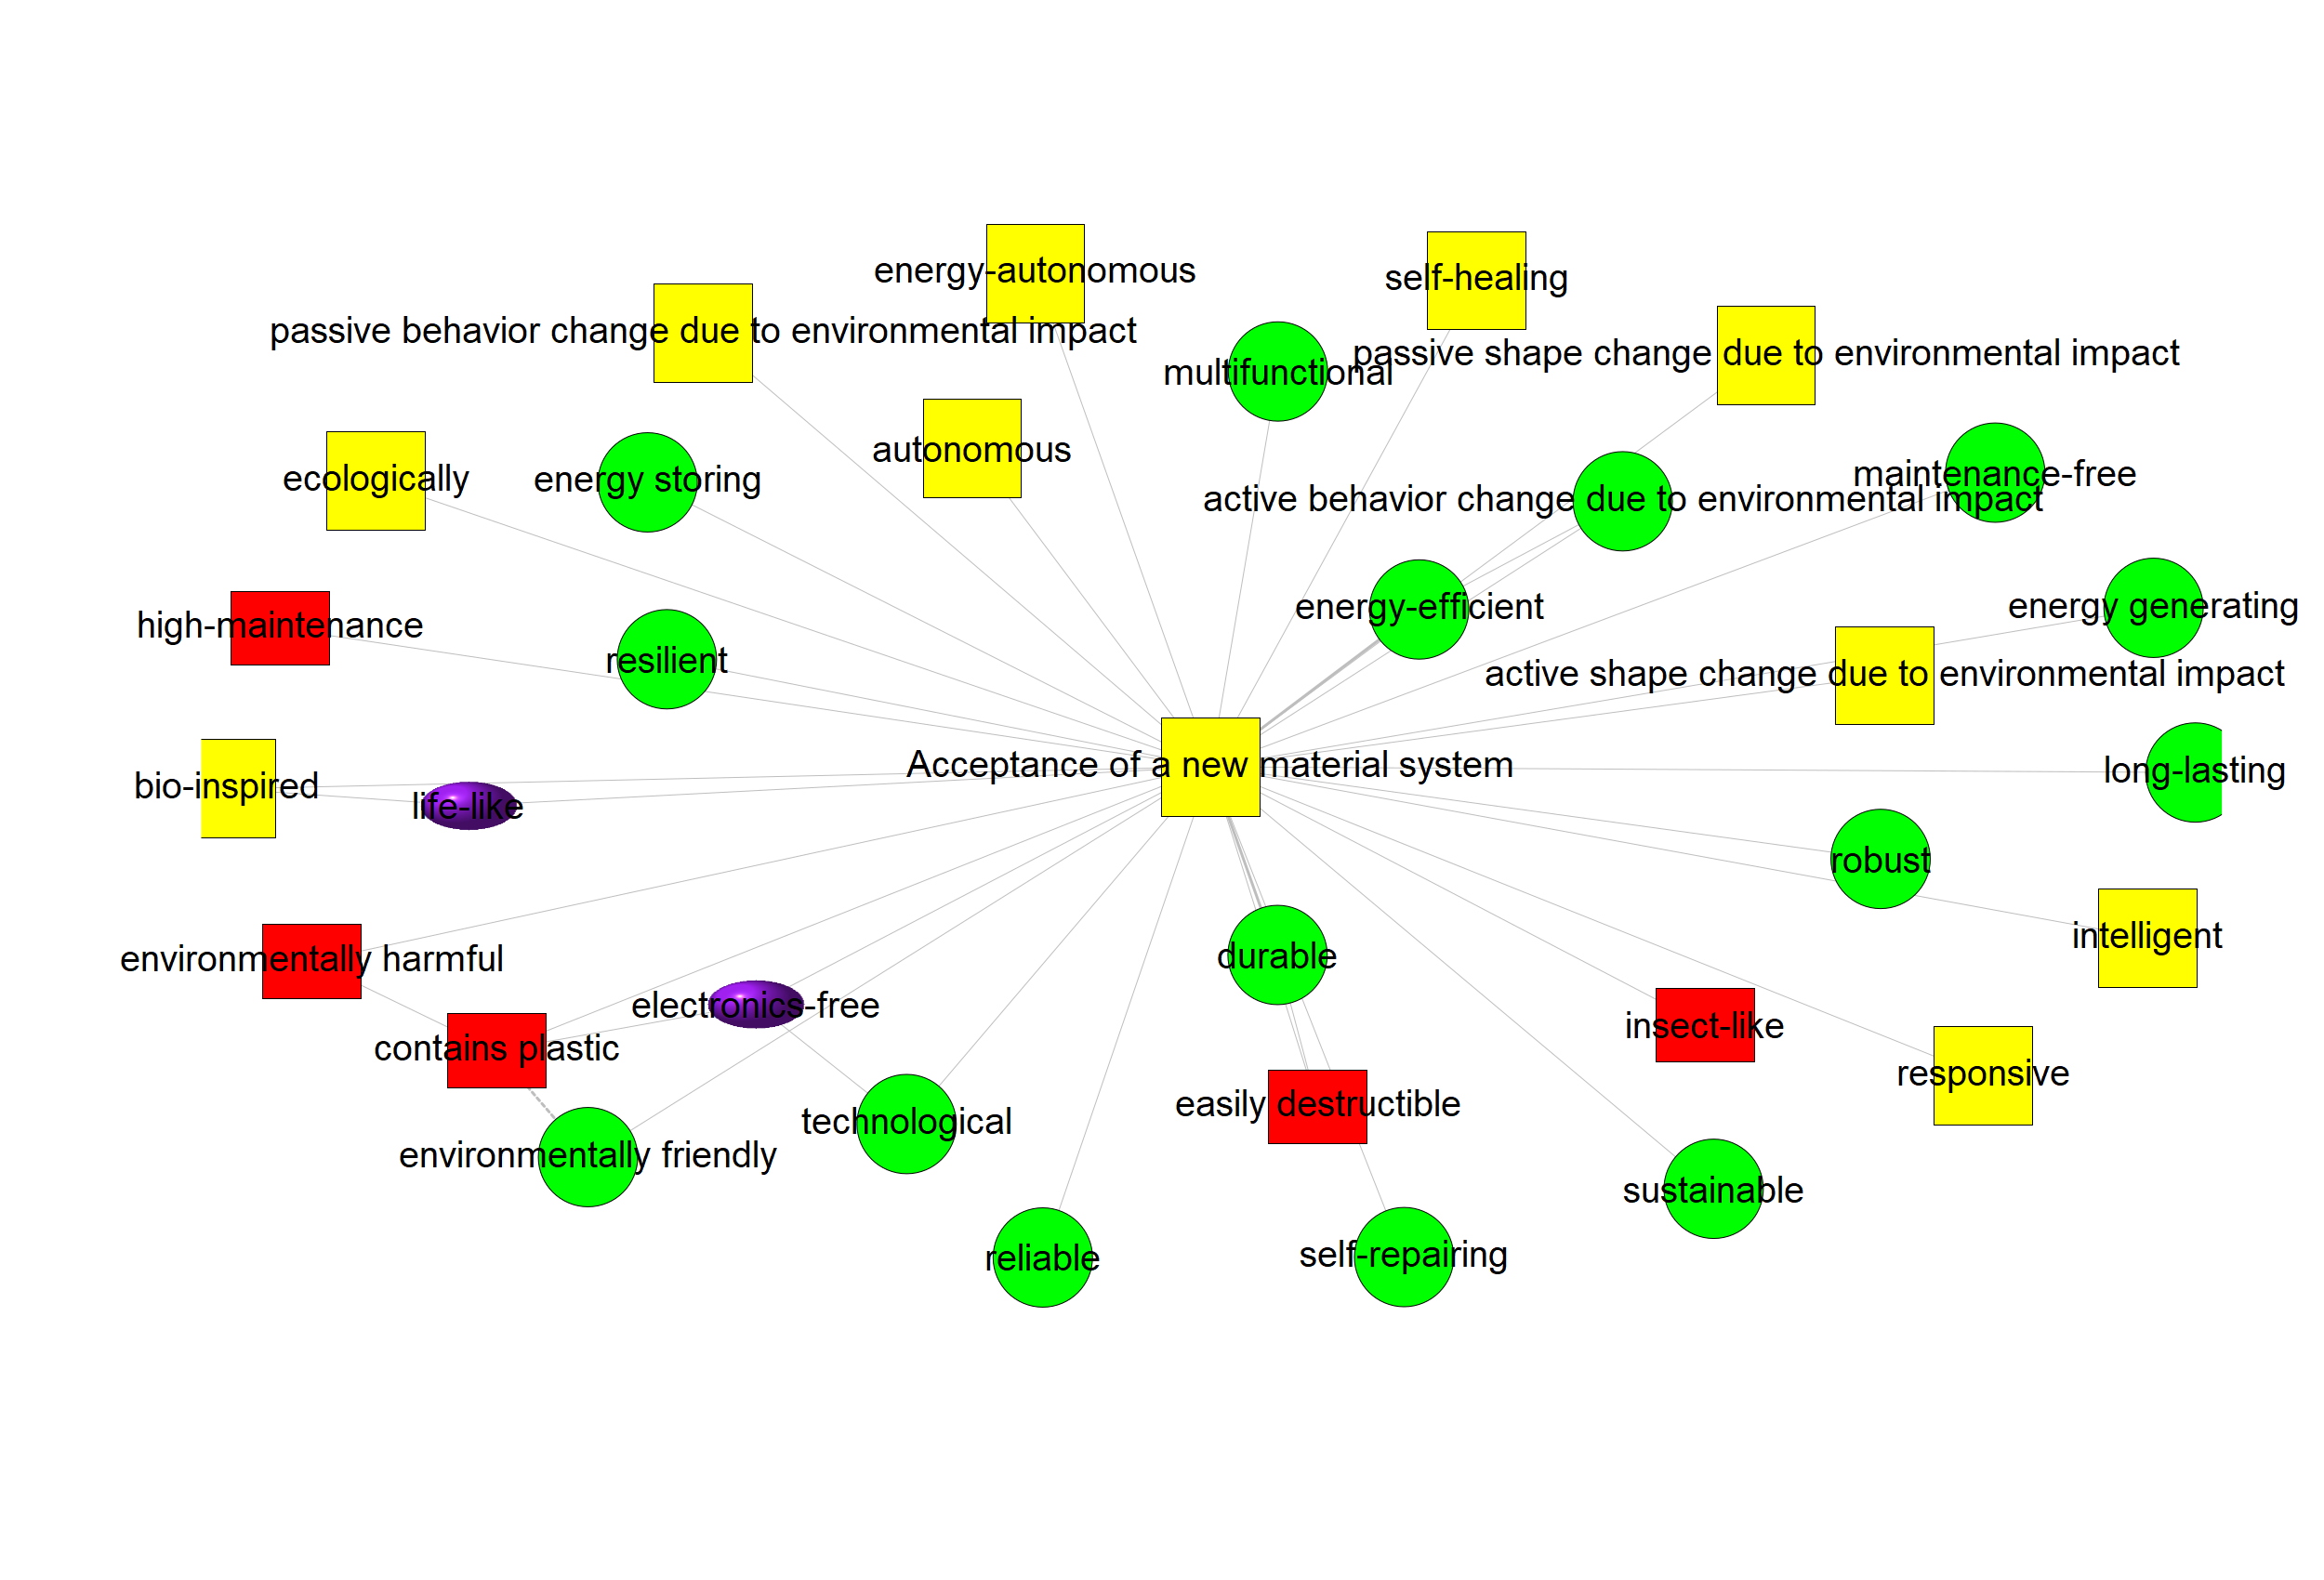 energy-autonomous
self-healing
passive behavior change due to environmental impact
passive shape change due to environmental impact
multifunctional
autonomous
maintenance-free
ecologically
energy storing
active behavior change due to environmental impact
energy-efficient
energy generating
high-maintenance
resilient
active shape change due to environmental impact
Acceptance of a new material system
long-lasting
bio-inspired
life-like
robust
intelligent
durable
environmentally harmful
electronics-free
insect-like
contains plastic
responsive
easily destructible
technological
environmentally friendly
sustainable
reliable
self-repairing